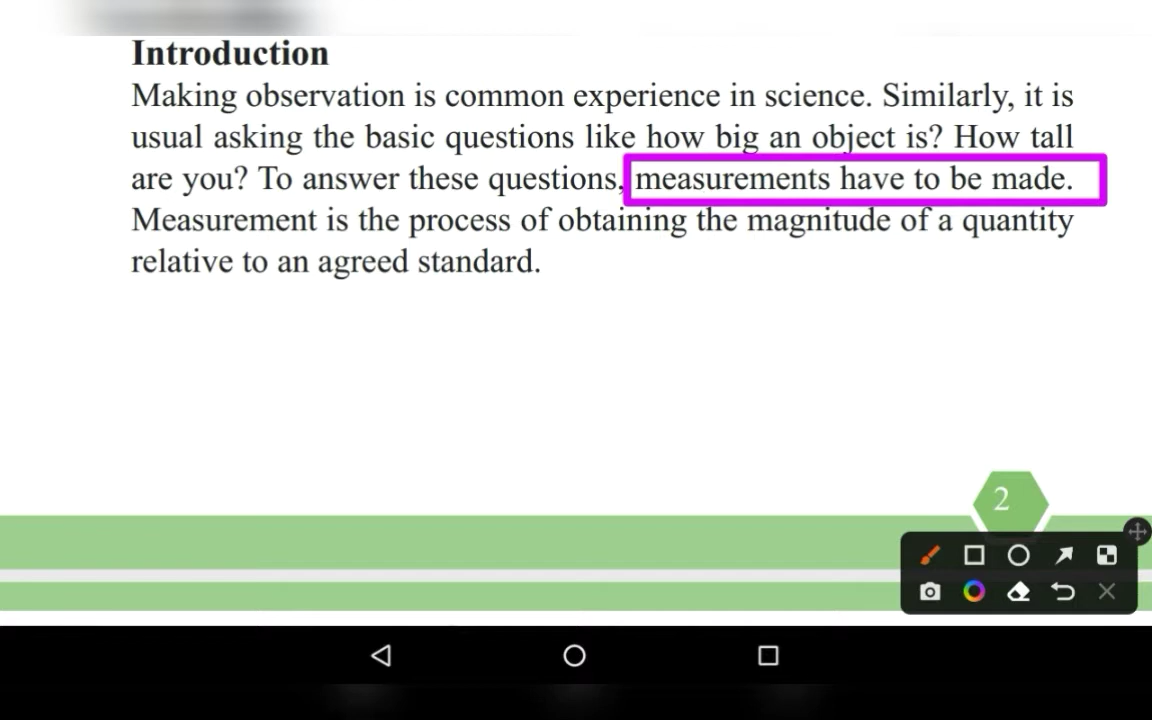 Introduction
Making observation is common experience in science. Similarly, it is
usual asking the basic questions like how big an object is? How tall
are you? To answer these questions, measurements have to be made.
Measurement is the process of obtaining the magnitude of a quantity
relative to an agreed standard.
2